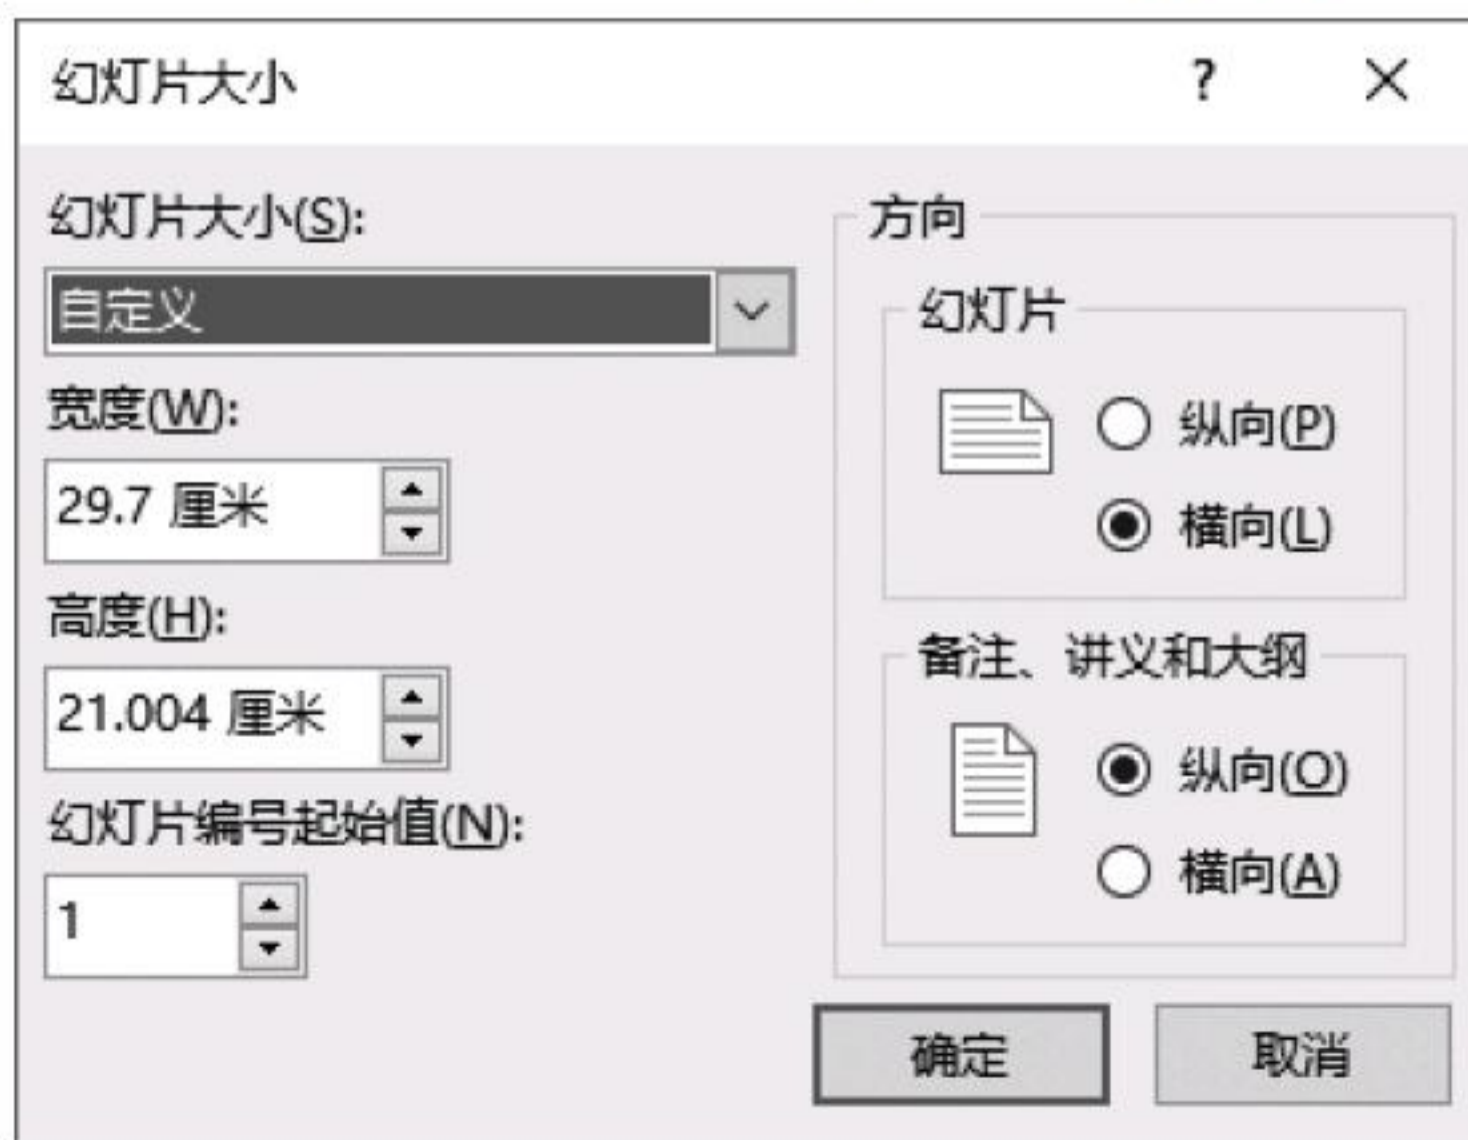 幻灯片大小
?
幻灯片大小(S):
自定义
宽度(W):
29.7 厘米
高度(H):
21.004 厘米
幻灯片编号起始值(N):
1
方向
幻灯片
纵向(P)
横向(L)
备注、讲义和大纲
纵向(O)
横向(A)
确定
取消